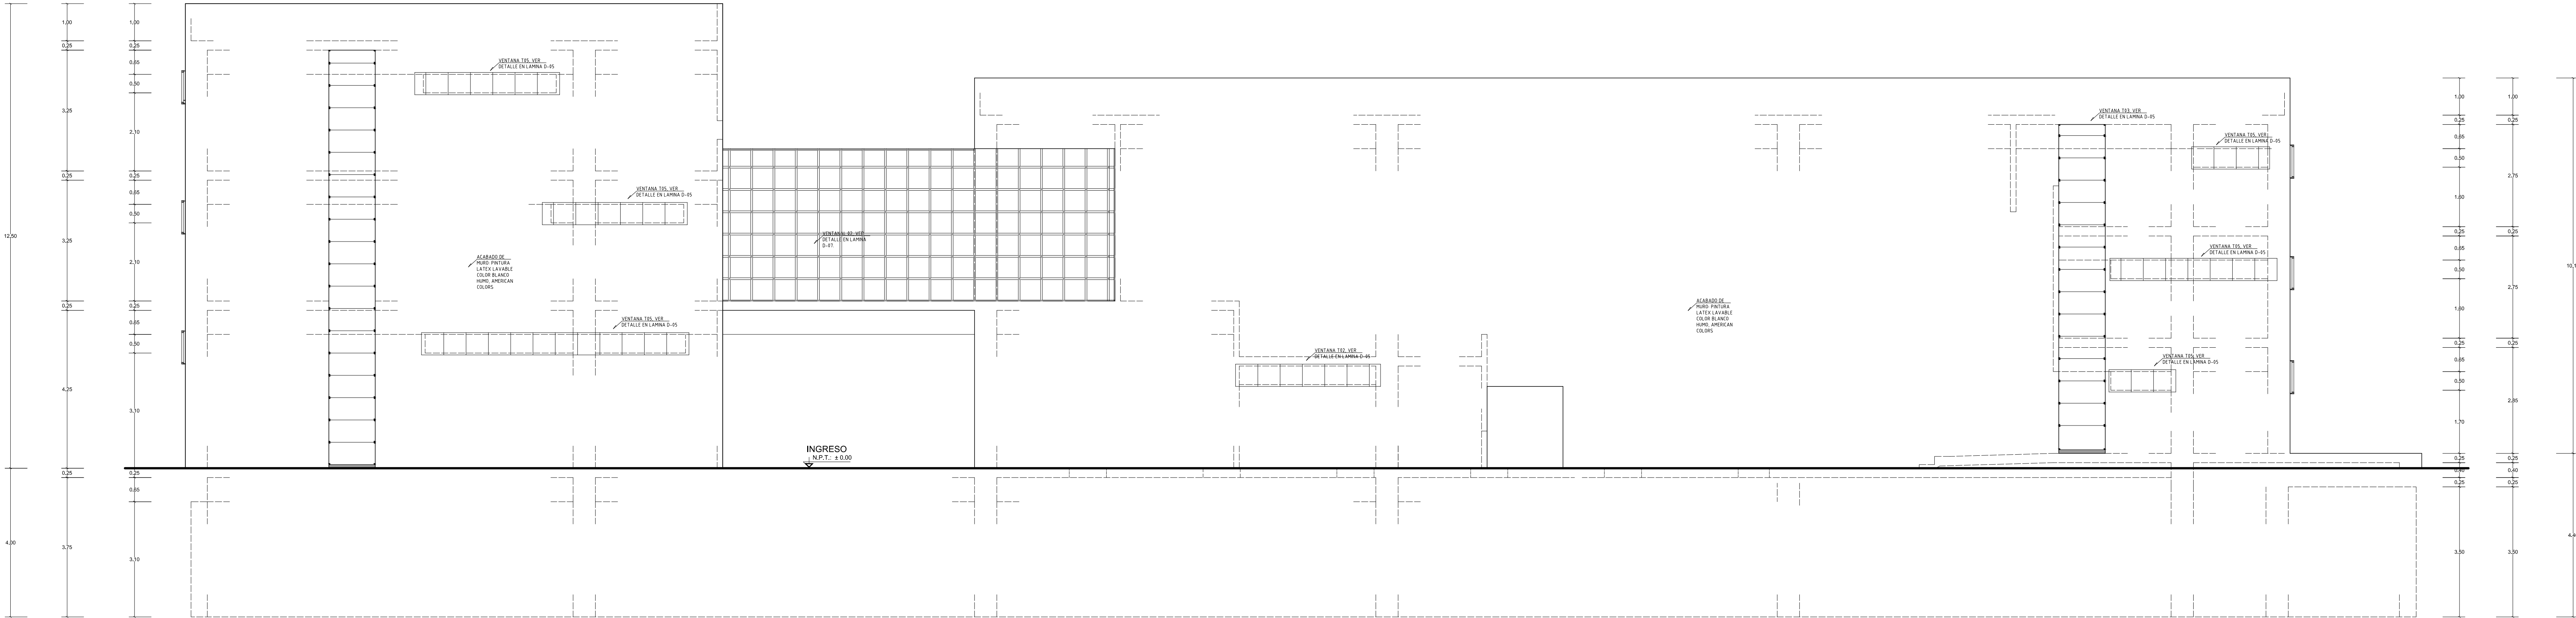 1,00
1,00
0,25
0,25
0,65
0,50
3,25
2,10
0,25
0,25
0,65
0,50
12,50
3,25
2,10
0,25
0,25
0,65
0,50
4,25
3,10
0,25
0,25
0,65
4,00
3,75
3,10
VENTANA T05, VER
DETALLE EN LAMINA D-05
VENTANA T05, VER
DETALLE EN LAMINA D-05
ACABADO DE
MURO: PINTURA
LATEX LAVABLE
COLOR BLANCO
HUMO, AMERICAN
COLORS
VENTANA T05, VER
DETALLE EN LAMINA D-05
DETALLE EN LAMINA
D-07
INGRESO
N.P.T.: ± 0.00
VENTANA T02, VER
DETALLE EN LAMINA D-05
ACABADO DE
MURO: PINTURA
LATEX LAVABLE
COLOR BLANCO
HUMO, AMERICAN
COLORS
VENTANA T03, VER
DETALLE EN LAMINA D-05
VENTANA T05, VER
DETALLE EN LAMINA D-05
VENTANA T05, VER
DETALLE EN LAMINA D-05
VENTANA T05, VER
DETALLE EN LAMINA D-05
1,00
1,00
0,25
0,25
0,65
0,50
2,75
1,60
0,25
0,25
0,65
0,50
2,75
1,60
0,25
0,25
0,65
0,50
2,85
1,70
0,25
0,25
0,40
0,40
0,25
0,25
3,50
3,50